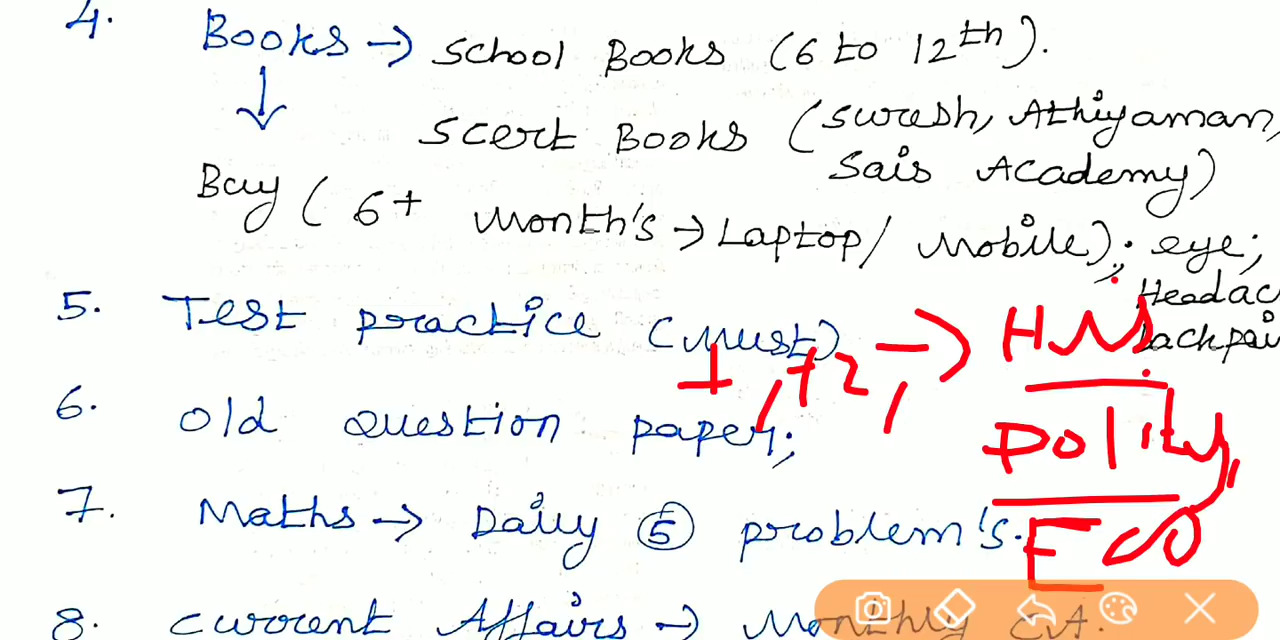 4. Books → School Books (6 to 12th).
↓ Scert Books (Suresh, Athiyaman,
Sais Academy)
Buy (6+ Month's → Laptop/ Mobile) : eye;
Headac
backpai
5. Test practice (Must)
+1, +2, → HIS
6. Old Question paper;
Polity,
7. Maths → Daily 5 problem's.
Eco
8. Current Affairs → Monthly C.A.